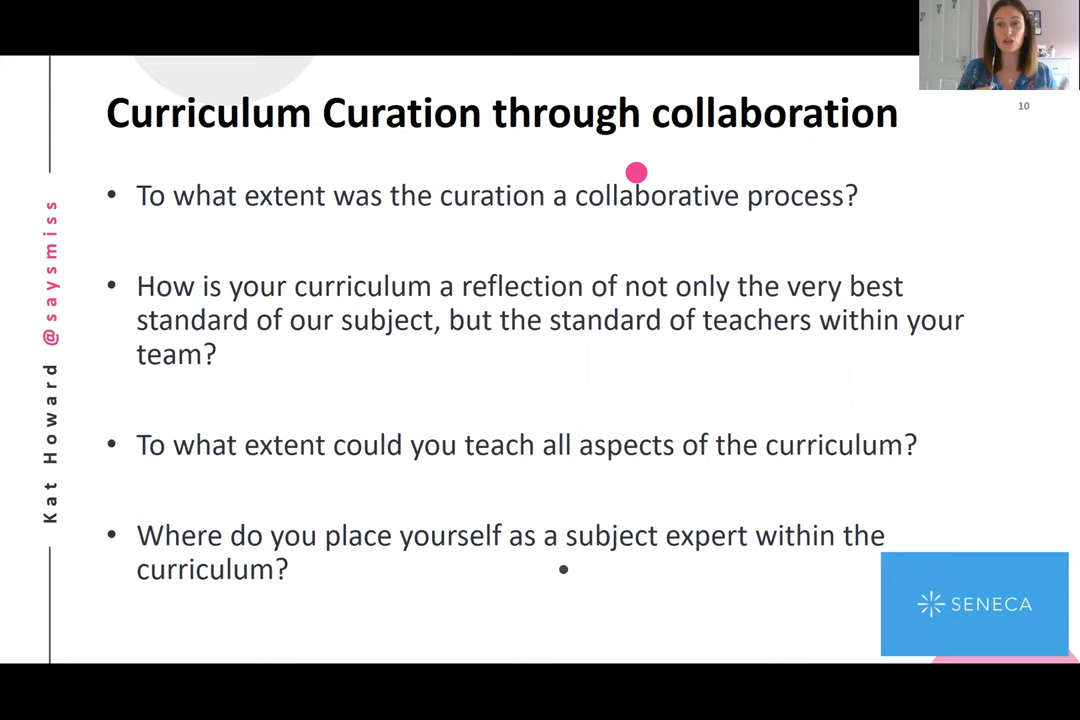 Curriculum Curation through collaboration
10
• To what extent was the curation a collaborative process?
• How is your curriculum a reflection of not only the very best
standard of our subject, but the standard of teachers within your
team?
• To what extent could you teach all aspects of the curriculum?
• Where do you place yourself as a subject expert within the
curriculum?
Kat Howard @saysmiss
SENECA